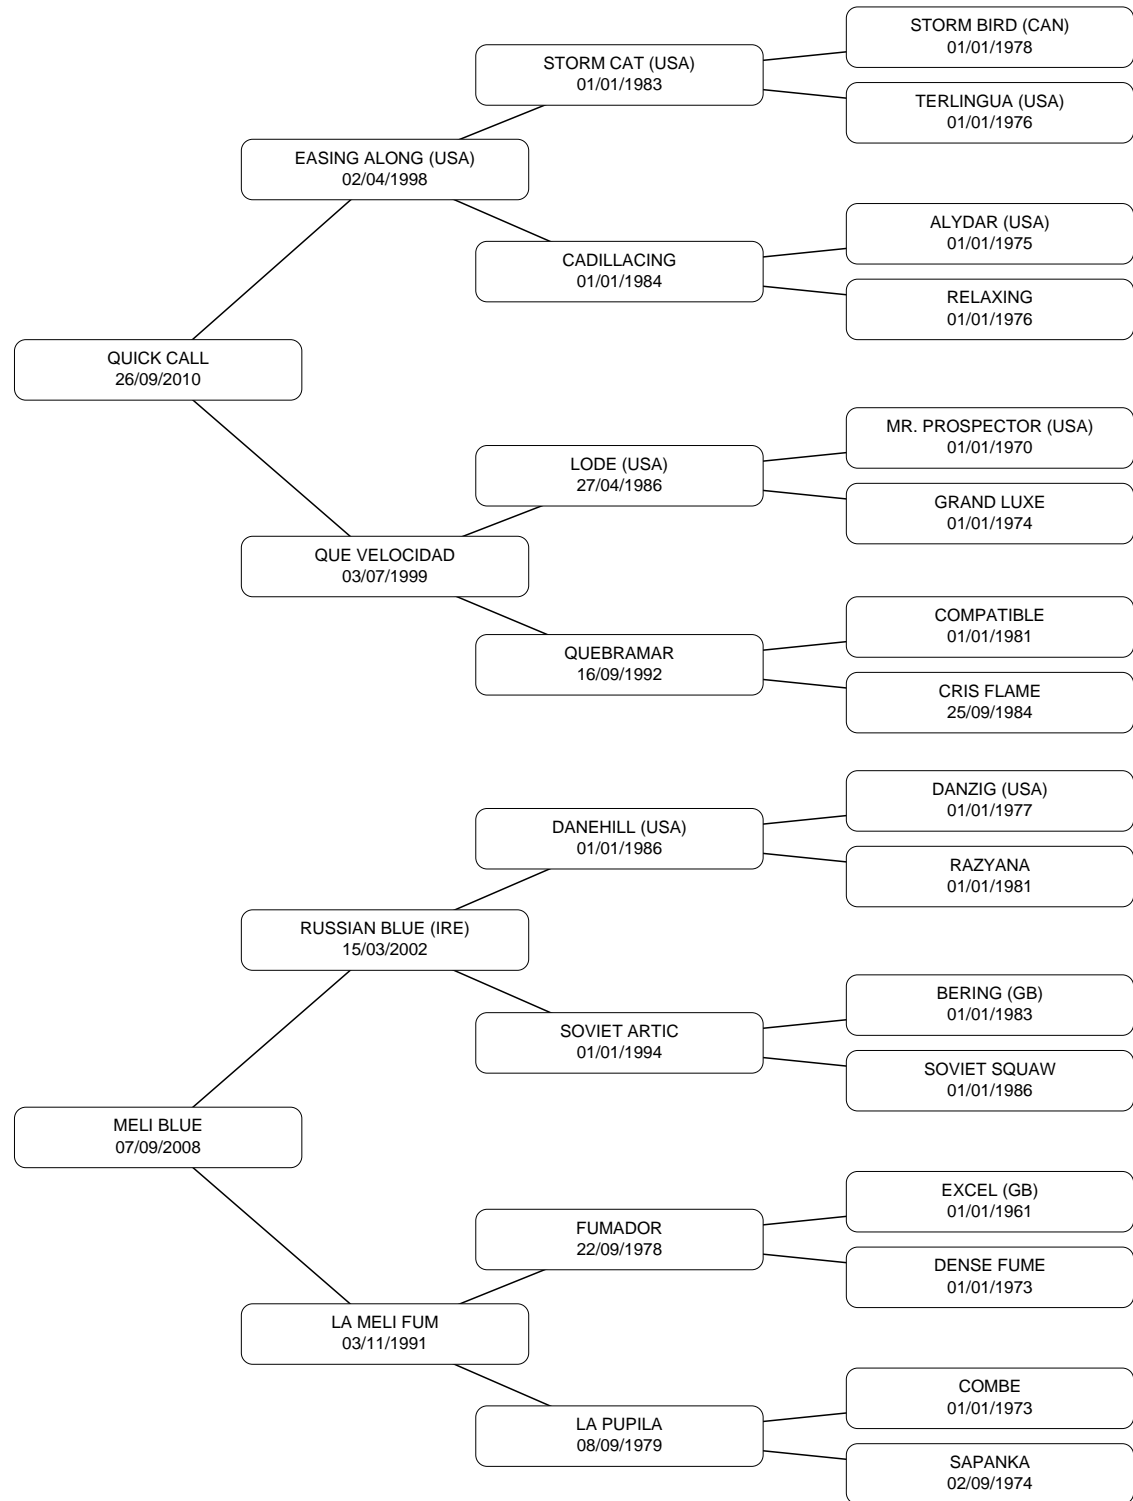 STORM BIRD (CAN)
01/01/1978
STORM CAT (USA)
01/01/1983
TERLINGUA (USA)
01/01/1976
EASING ALONG (USA)
02/04/1998
ALYDAR (USA)
01/01/1975
CADILLACING
01/01/1984
RELAXING
01/01/1976
QUICK CALL
26/09/2010
MR. PROSPECTOR (USA)
01/01/1970
LODE (USA)
27/04/1986
GRAND LUXE
01/01/1974
QUE VELOCIDAD
03/07/1999
COMPATIBLE
01/01/1981
QUEBRAMAR
16/09/1992
CRIS FLAME
25/09/1984
DANZIG (USA)
01/01/1977
DANEHILL (USA)
01/01/1986
RAZYANA
01/01/1981
RUSSIAN BLUE (IRE)
15/03/2002
BERING (GB)
01/01/1983
SOVIET ARTIC
01/01/1994
SOVIET SQUAW
01/01/1986
MELI BLUE
07/09/2008
EXCEL (GB)
01/01/1961
FUMADOR
22/09/1978
DENSE FUME
01/01/1973
LA MELI FUM
03/11/1991
COMBE
01/01/1973
LA PUPILA
08/09/1979
SAPANKA
02/09/1974